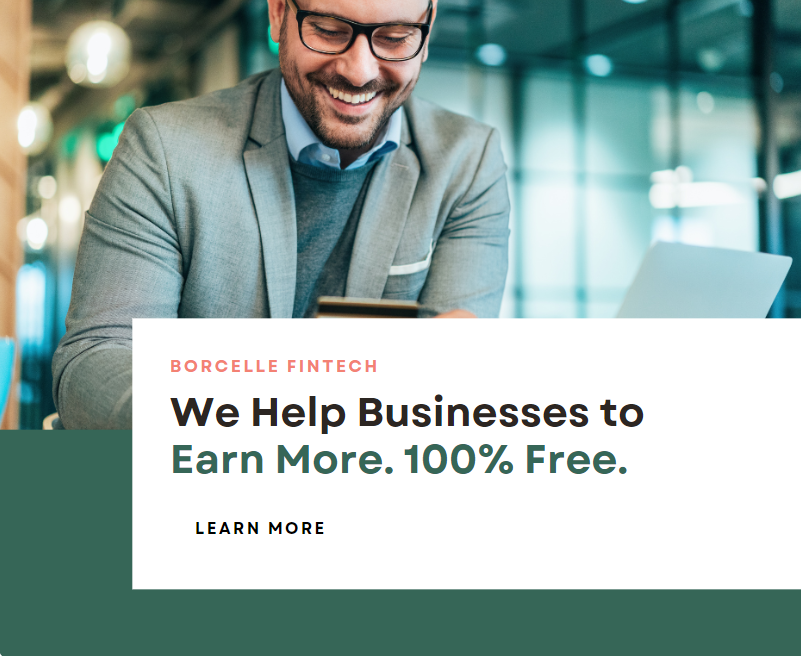 BORCELLE FINTECH
We Help Businesses to
Earn More. 100% Free.
LEARN MORE